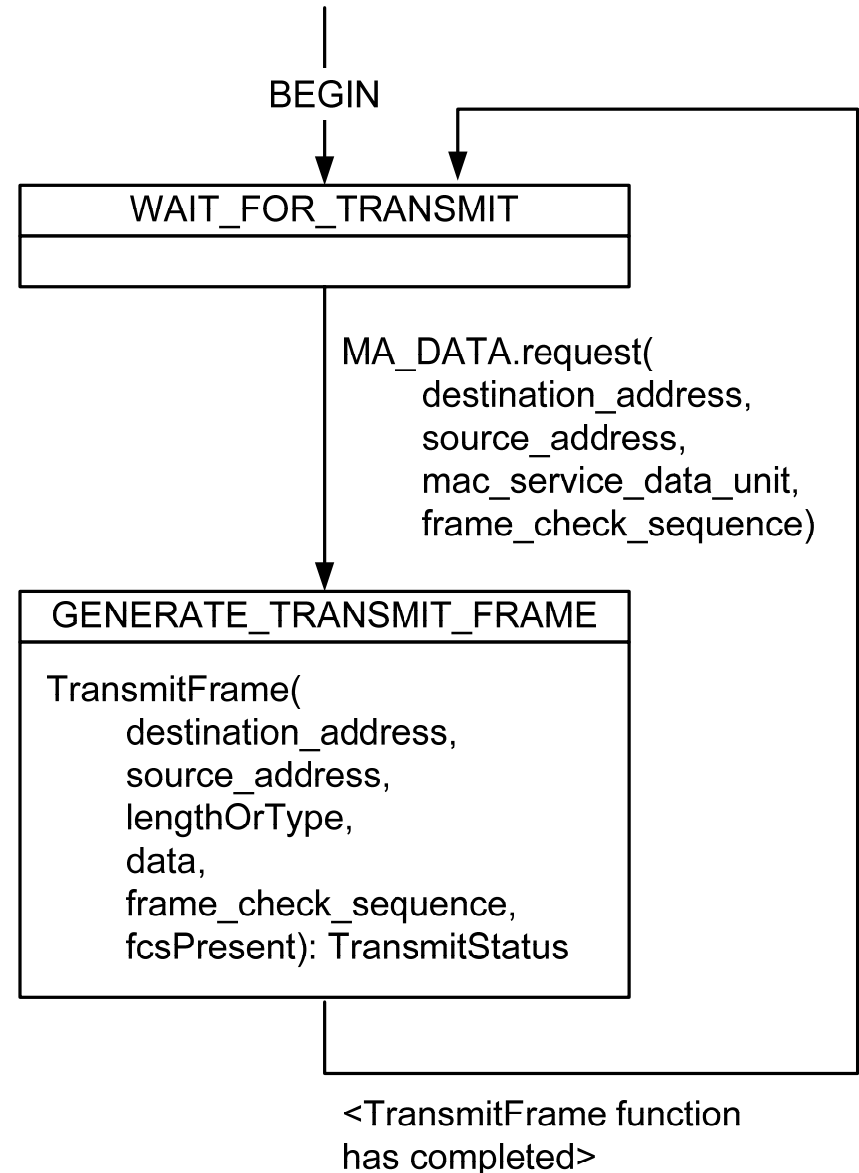 BEGIN
WAIT_FOR_TRANSMIT
MA_DATA.request(
destination_address,
source_address,
mac_service_data_unit,
frame_check_sequence)
GENERATE_TRANSMIT_FRAME
TransmitFrame(
destination_address,
source_address,
lengthOrType,
data,
frame_check_sequence,
fcsPresent): TransmitStatus
<TransmitFrame function
has completed>